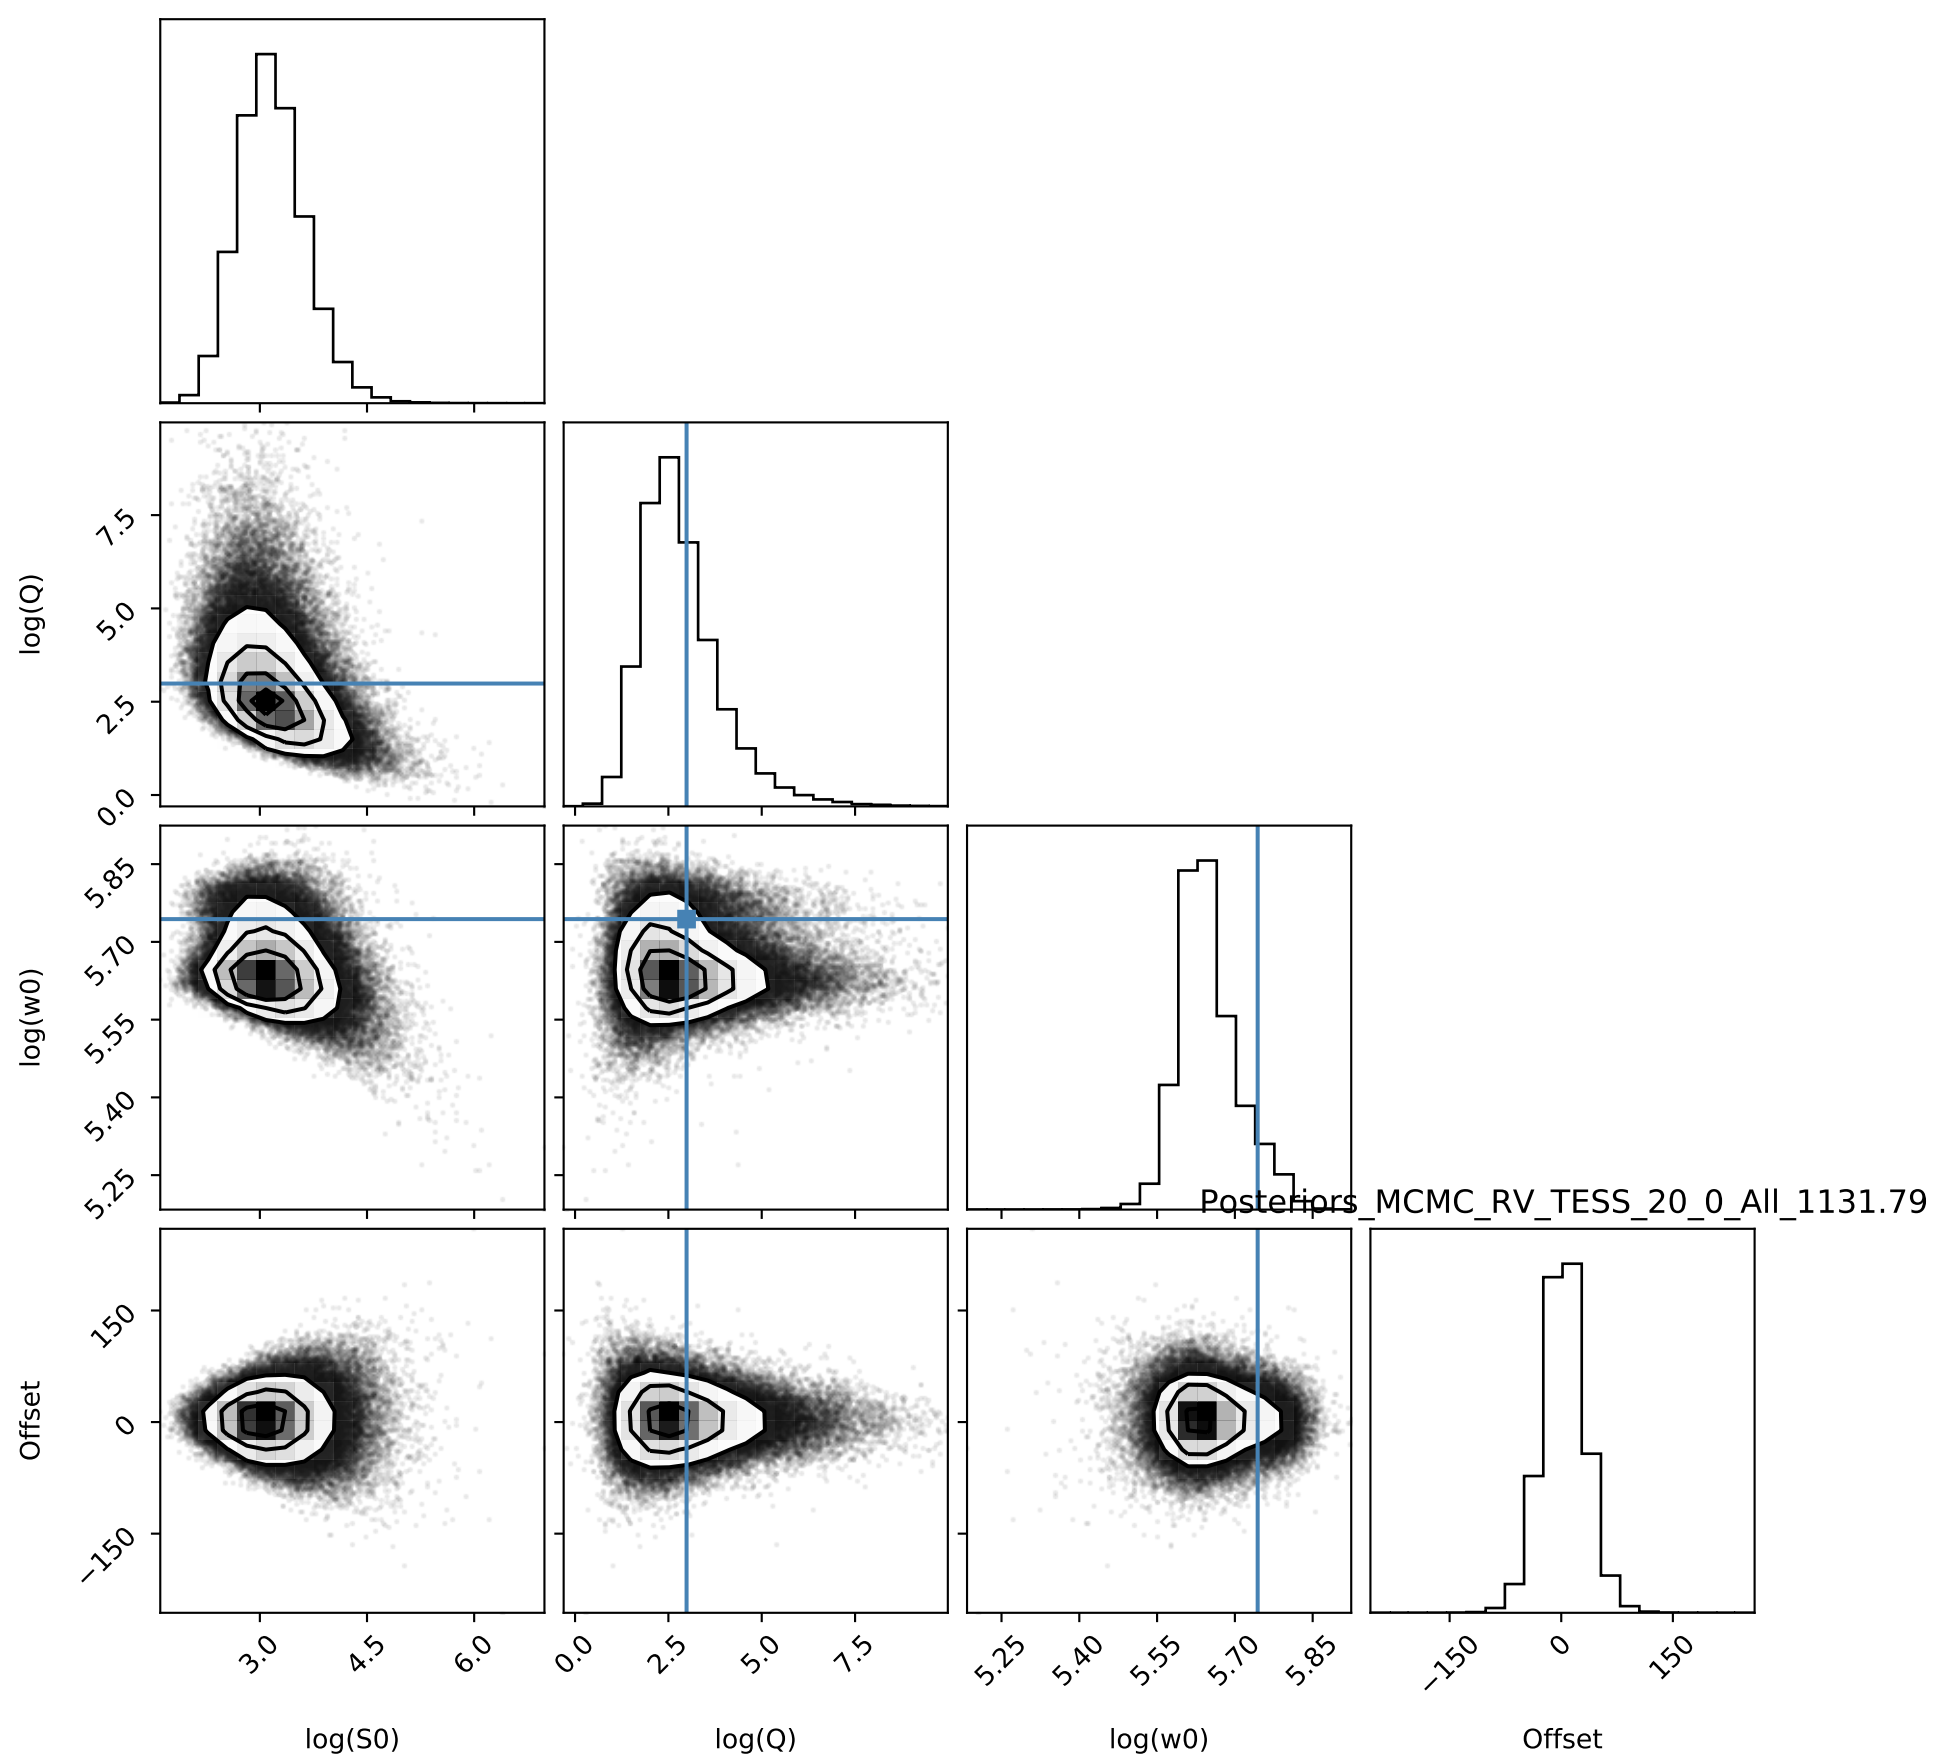 7.5
5.0
2.5
0.0
log(Q)
5.85
5.70
5.55
5.40
5.25
log(w0)
Posteriors_MCMC_RV_TESS_20_0_All_1131.79
150
0
−150
Offset
3.0 4.5 6.0
0.0 2.5 5.0 7.5
5.25 5.40 5.55 5.70 5.85
−150 0 150
log(S0)
log(Q)
log(w0)
Offset